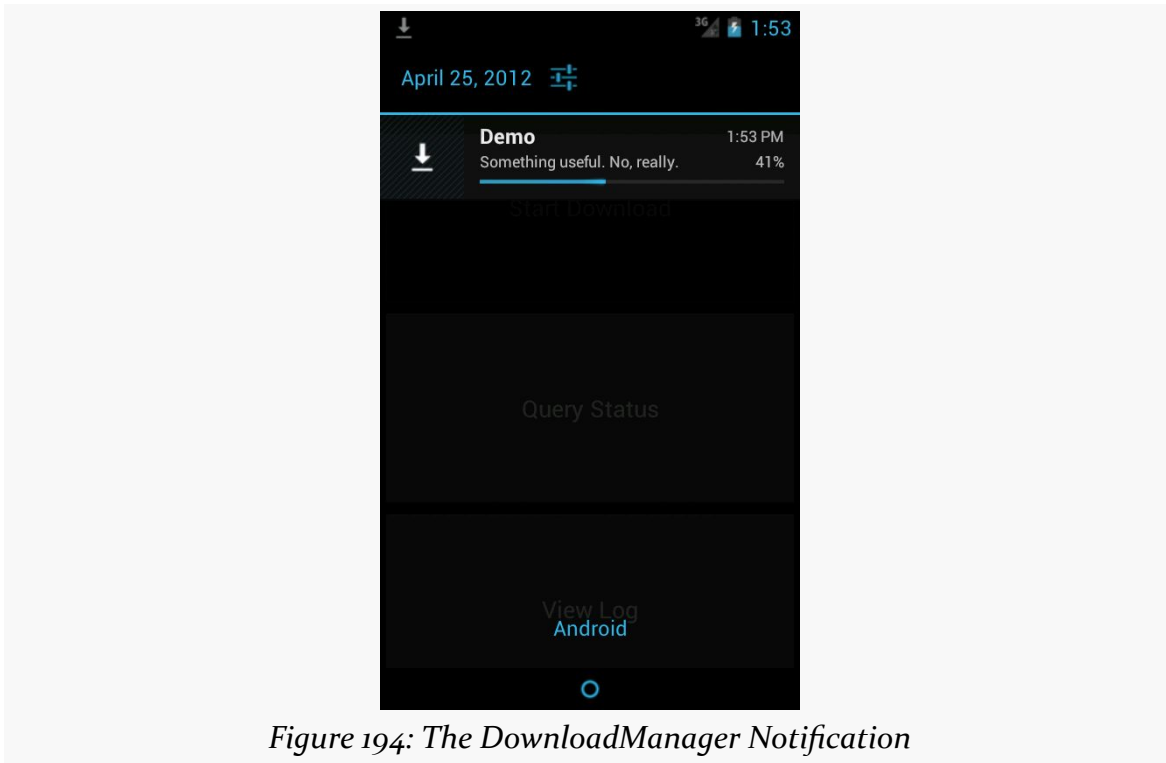 3G 1:53
April 25, 2012
Demo 1:53 PM
Something useful. No, really. 41%
Start Download
Query Status
View Log
Android
Figure 194: The DownloadManager Notification